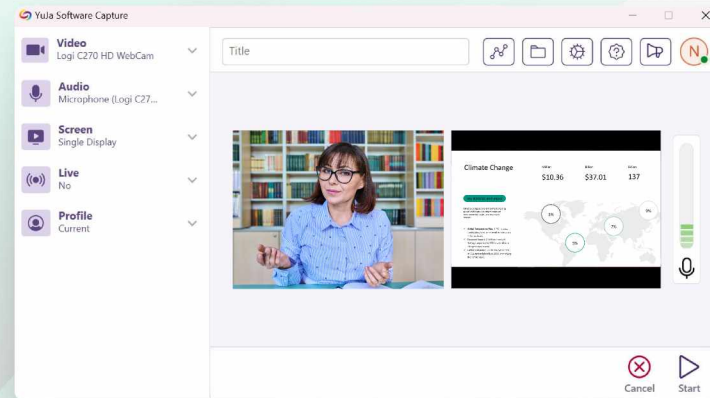 YuJa Software Capture
Video
Logi C270 HD WebCam
Audio
Microphone (Logi C27...
Screen
Single Display
Live
No
Profile
Current
Title
N
Climate Change
$10.36
$37.01
137
Cancel
Start